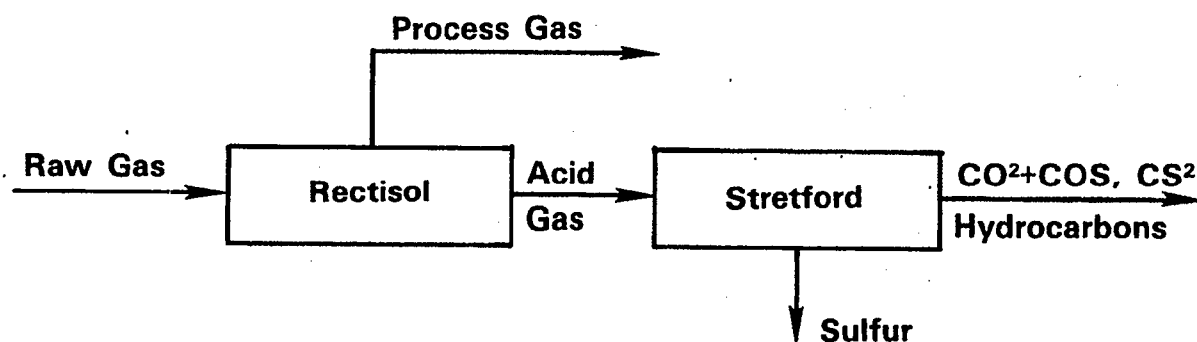 Process Gas
Raw Gas
Rectisol
Acid
Gas
Stretford
CO²+COS, CS²
Hydrocarbons
Sulfur